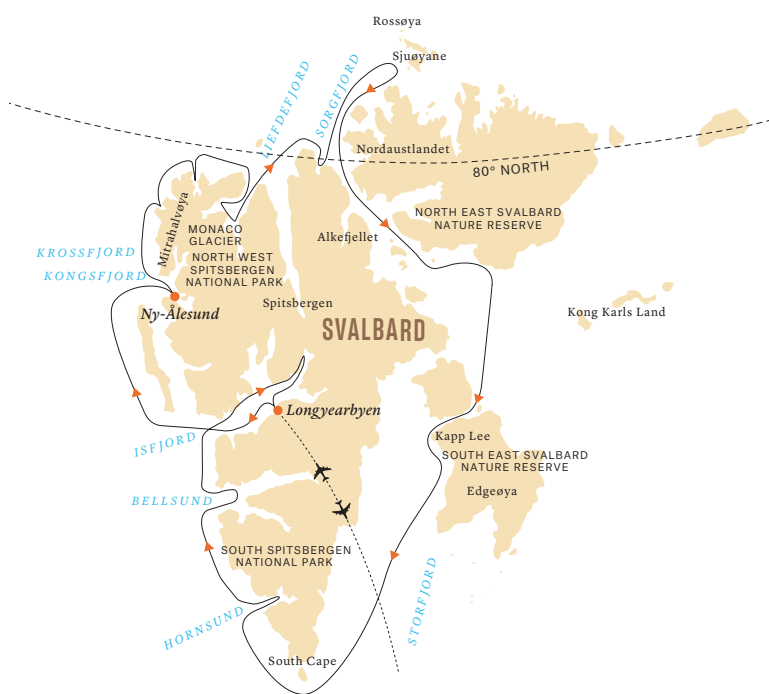 Rossøya
Sjuøyane
LIEFDEFJORD
SORGFJORD
Nordaustlandet
80° NORTH
Mitrahalvøya
NORTH EAST SVALBARD
NATURE RESERVE
MONACO
GLACIER
Alkefjellet
KROSSFJORD
NORTH WEST
SPITSBERGEN
NATIONAL PARK
KONGSFJORD
Spitsbergen
Ny-Ålesund
Kong Karls Land
SVALBARD
Longyearbyen
ISFJORD
Kapp Lee
SOUTH EAST SVALBARD
NATURE RESERVE
Edgeøya
BELLSUND
SOUTH SPITSBERGEN
NATIONAL PARK
STORFJORD
HORNSUND
South Cape